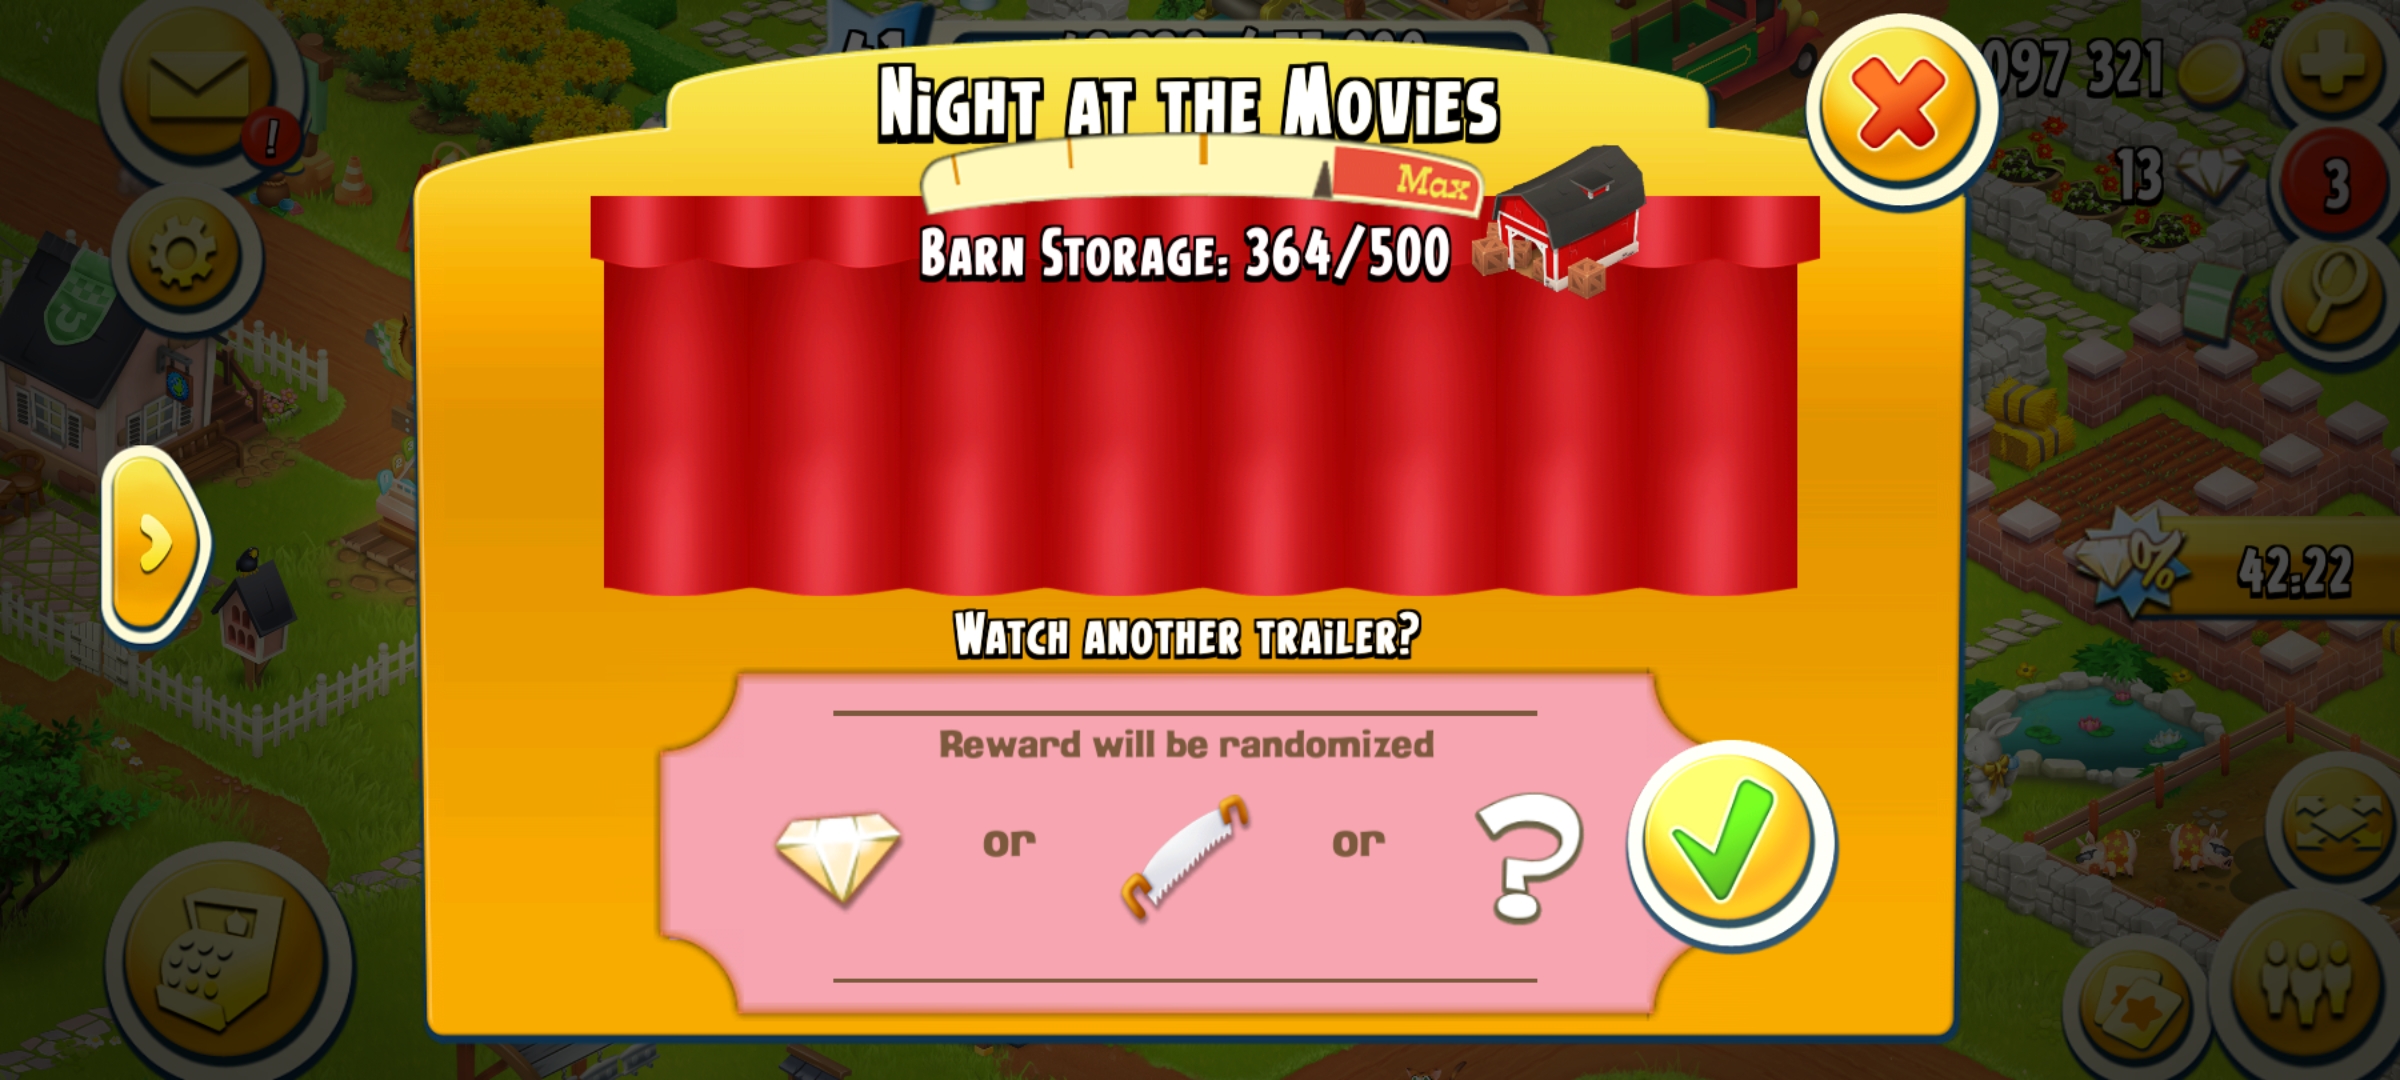 Night at the Movies
Max
Barn Storage: 364/500
097 321
13
3
!
42:22
%
Watch another trailer?
Reward will be randomized
or
or
?